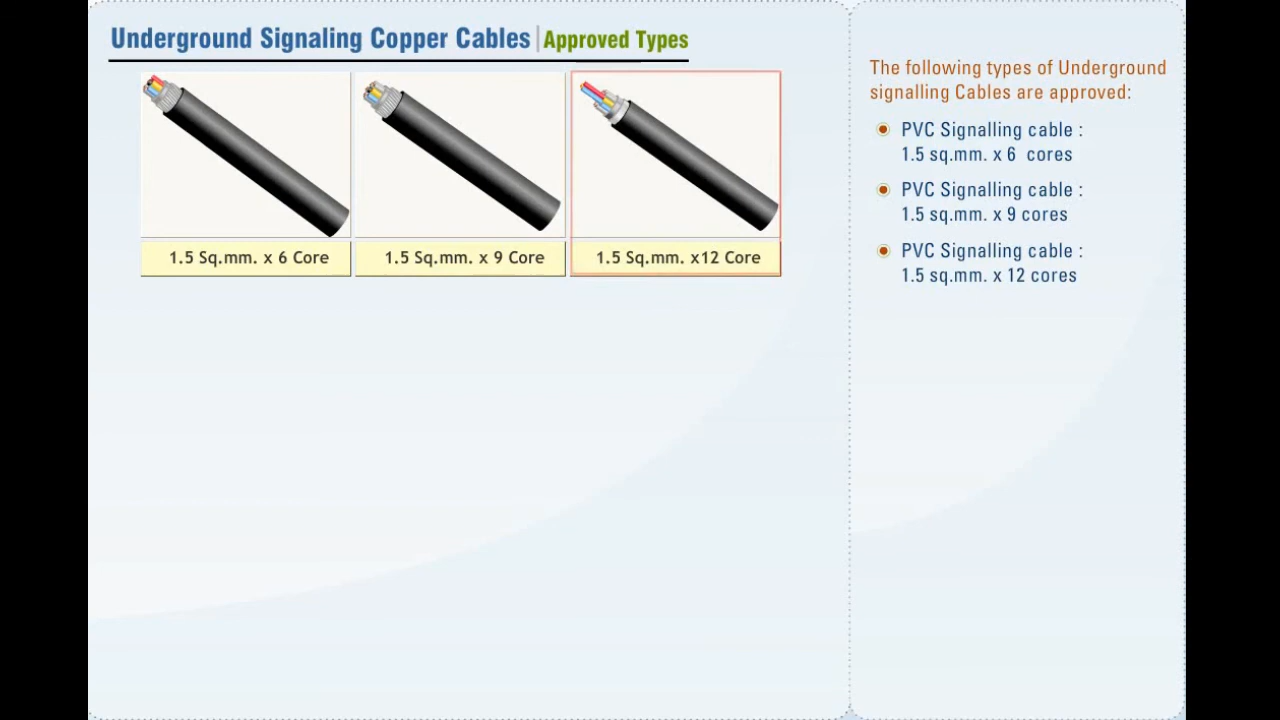 Underground Signaling Copper Cables | Approved Types
1.5 Sq.mm. x 6 Core
1.5 Sq.mm. x 9 Core
1.5 Sq.mm. x12 Core
The following types of Underground
signalling Cables are approved:
PVC Signalling cable :
1.5 sq.mm. x 6 cores
PVC Signalling cable :
1.5 sq.mm. x 9 cores
PVC Signalling cable :
1.5 sq.mm. x 12 cores